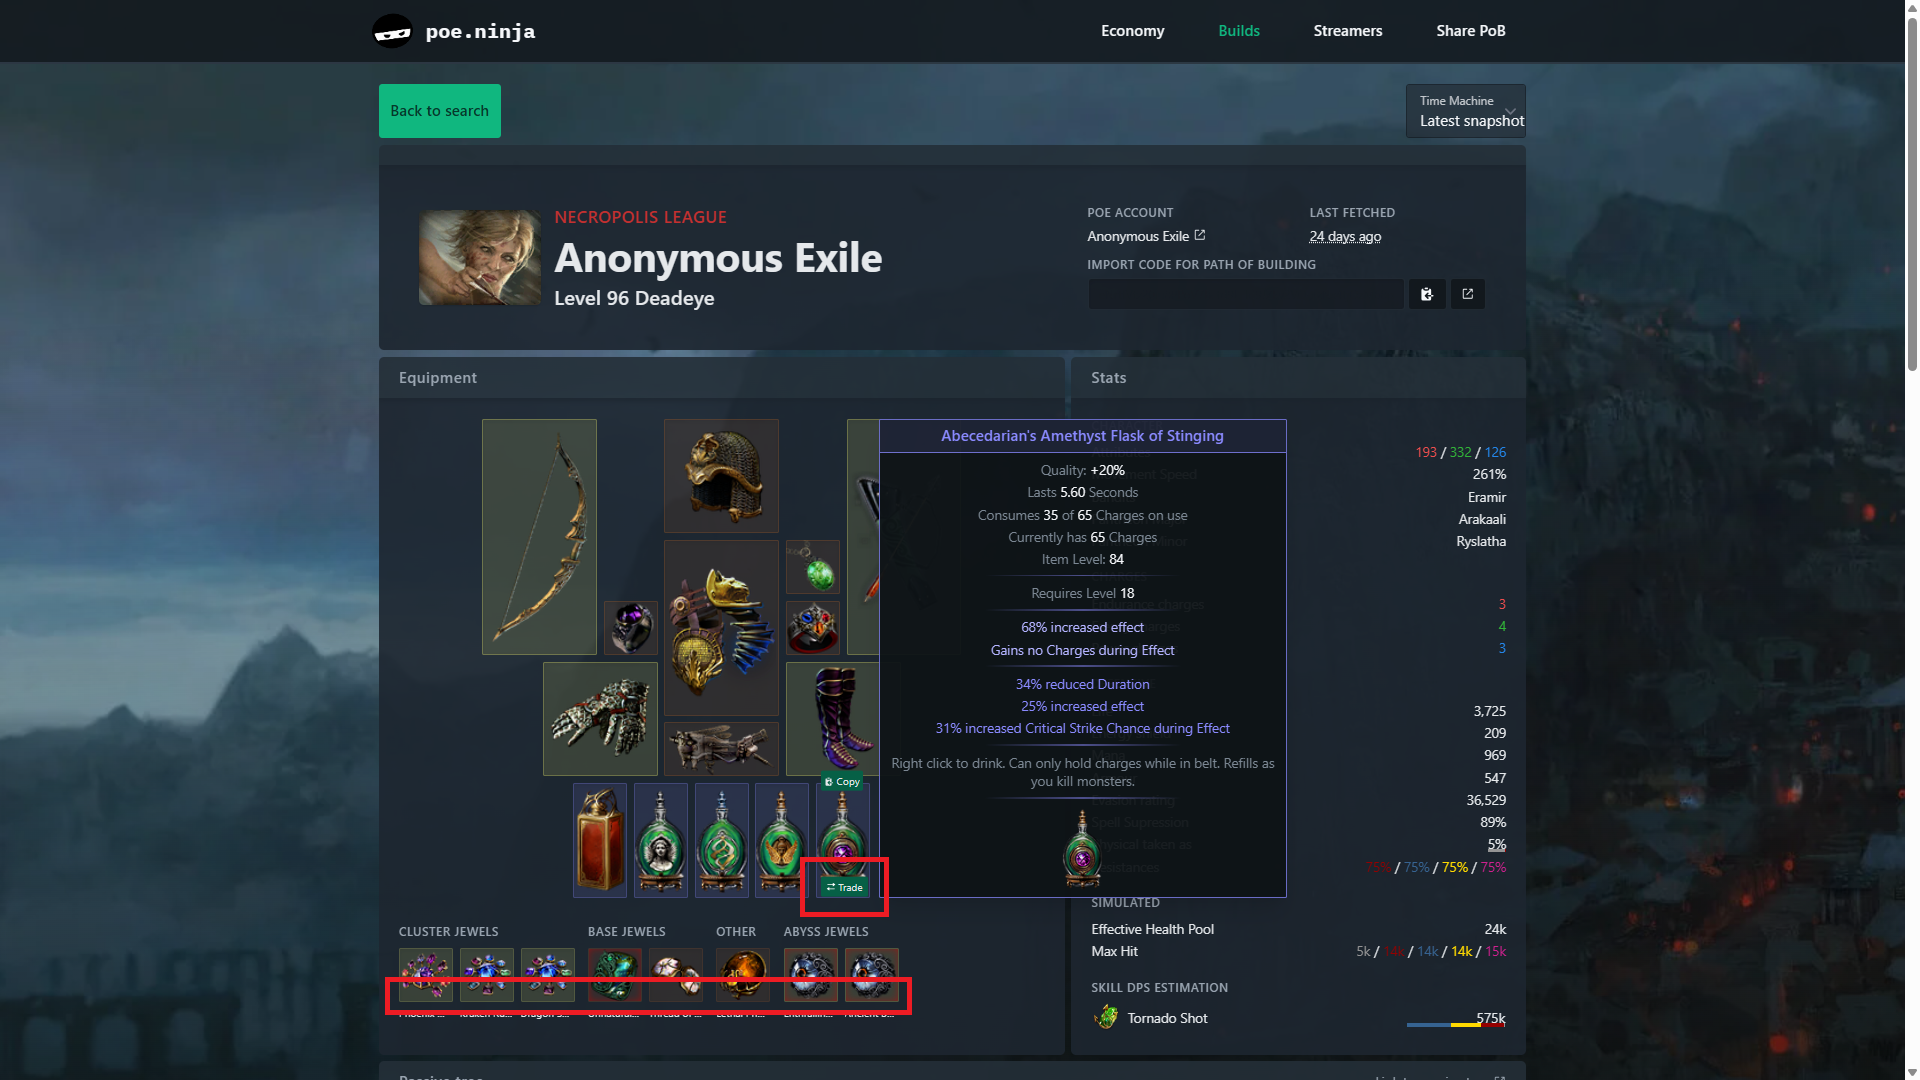 poe.ninja
Economy
Builds
Streamers
Share PoB
Back to search
Time Machine
Latest snapshot
NECROPOLIS LEAGUE
Anonymous Exile
Level 96 Deadeye
POE ACCOUNT
Anonymous Exile
LAST FETCHED
24 days ago
IMPORT CODE FOR PATH OF BUILDING
Equipment
Copy
Trade
Abecedarian's Amethyst Flask of Stinging
Quality: +20%
Lasts 5.60 Seconds
Consumes 35 of 65 Charges on use
Currently has 65 Charges
Item Level: 84
Requires Level 18
68% increased effect
Gains no Charges during Effect
34% reduced Duration
25% increased effect
31% increased Critical Strike Chance during Effect
Right click to drink. Can only hold charges while in belt. Refills as
you kill monsters.
CLUSTER JEWELS
BASE JEWELS
OTHER
ABYSS JEWELS
Stats
193 / 332 / 126
261%
Eramir
Arakaali
Ryslatha
3
4
3
3,725
209
969
547
36,529
Spell Supression 89%
Physical taken as 5%
75% / 75% / 75% / 75%
SIMULATED
Effective Health Pool 24k
Max Hit 5k / 14k / 14k / 14k / 15k
SKILL DPS ESTIMATION
Tornado Shot 575k